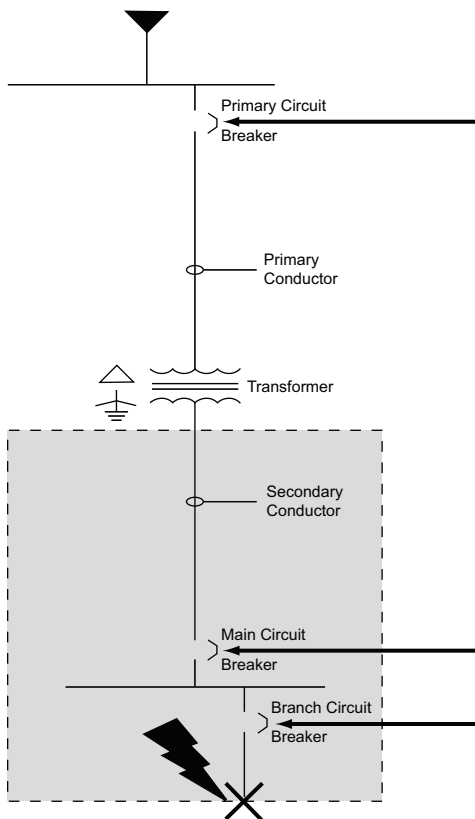 Primary Circuit
Breaker
Primary
Conductor
Transformer
Secondary
Conductor
Main Circuit
Breaker
Branch Circuit
Breaker